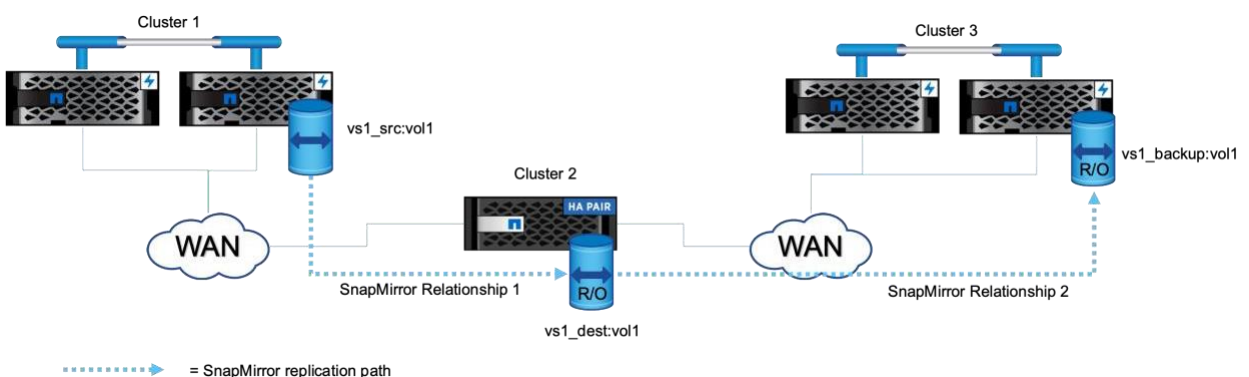 Cluster 1
Cluster 3
vs1_src:vol1
vs1_backup:vol1
R/O
Cluster 2
HA PAIR
WAN
WAN
SnapMirror Relationship 1
R/O
SnapMirror Relationship 2
vs1_dest:vol1
= SnapMirror replication path